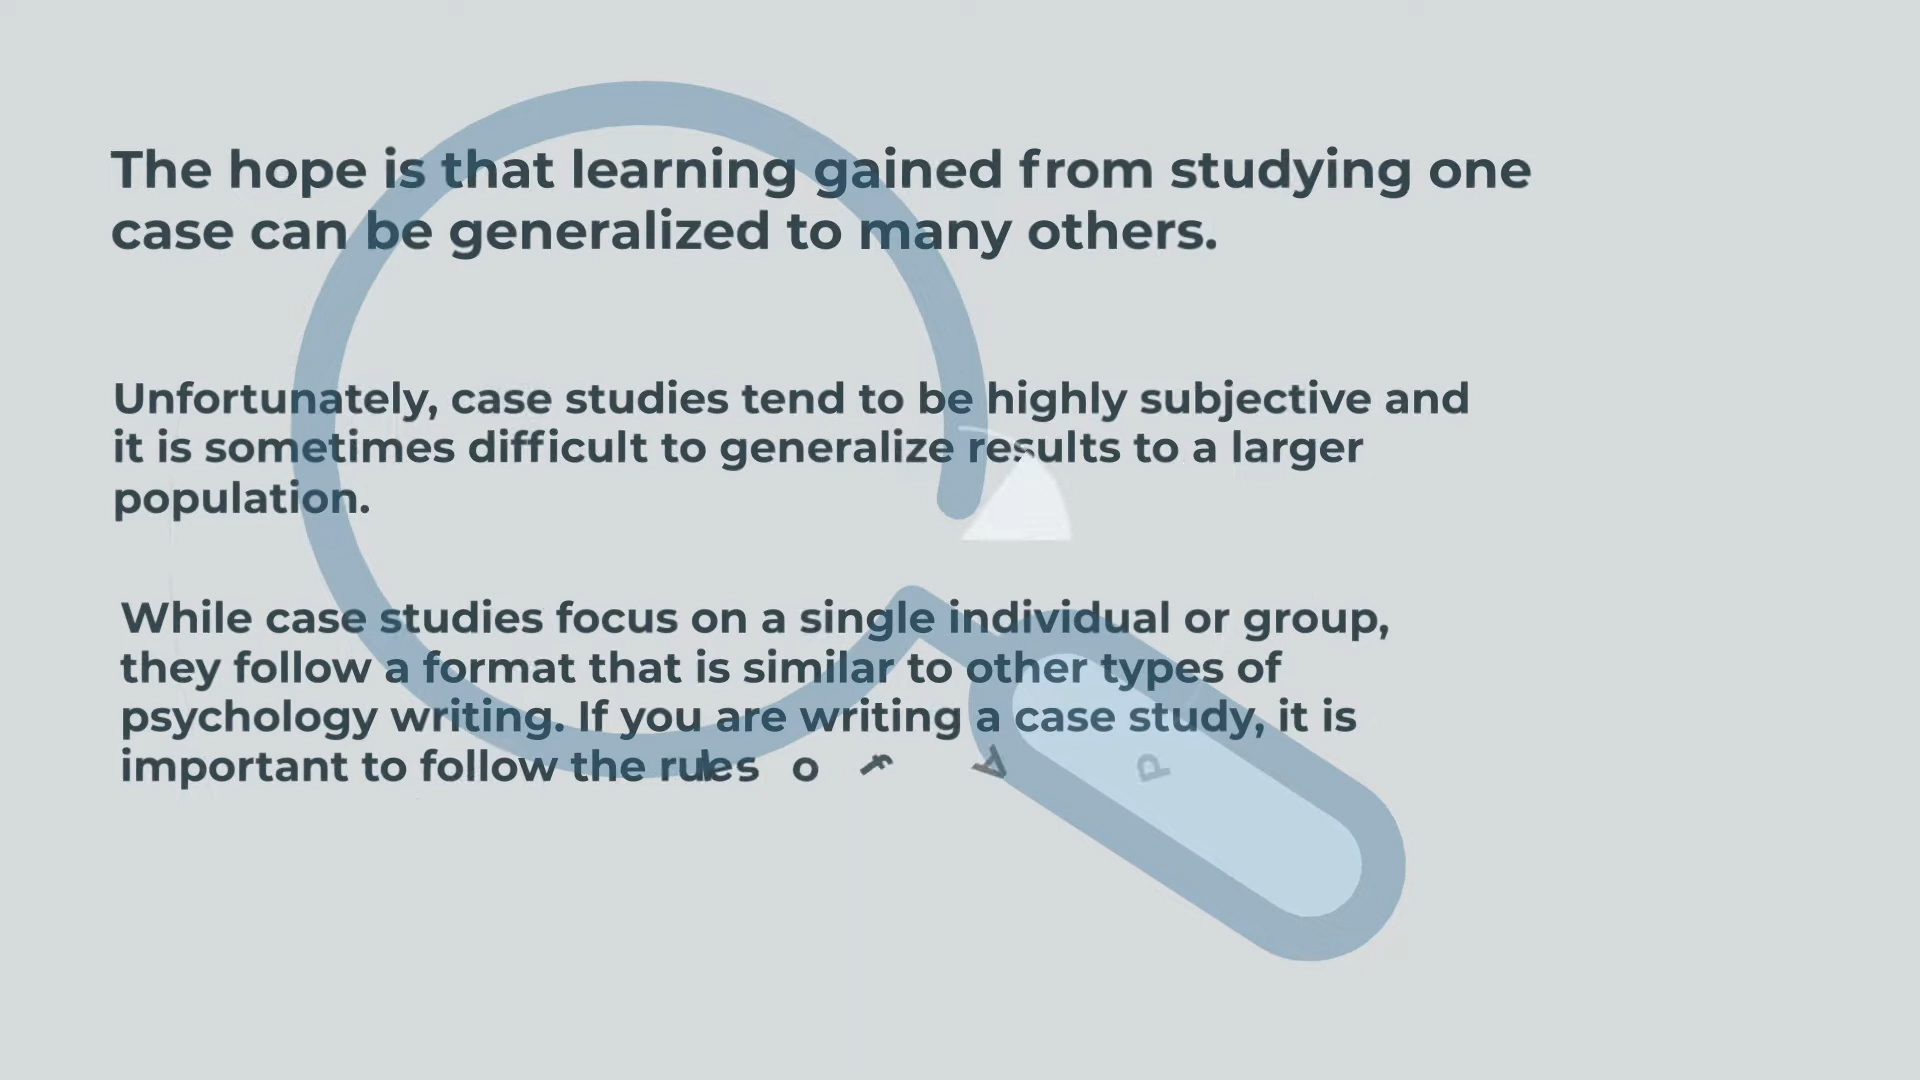 The hope is that learning gained from studying one
case can be generalized to many others.
Unfortunately, case studies tend to be highly subjective and
it is sometimes difficult to generalize results to a larger
population.
While case studies focus on a single individual or group,
they follow a format that is similar to other types of
psychology writing. If you are writing a case study, it is
important to follow the rules of AP